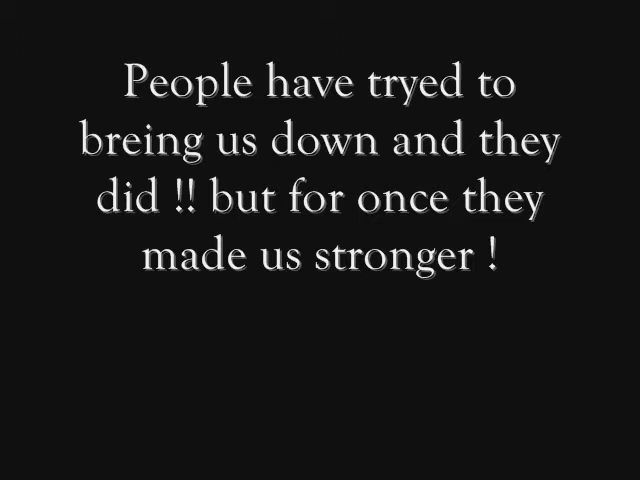 People have tryed to
breing us down and they
did !! but for once they
made us stronger !